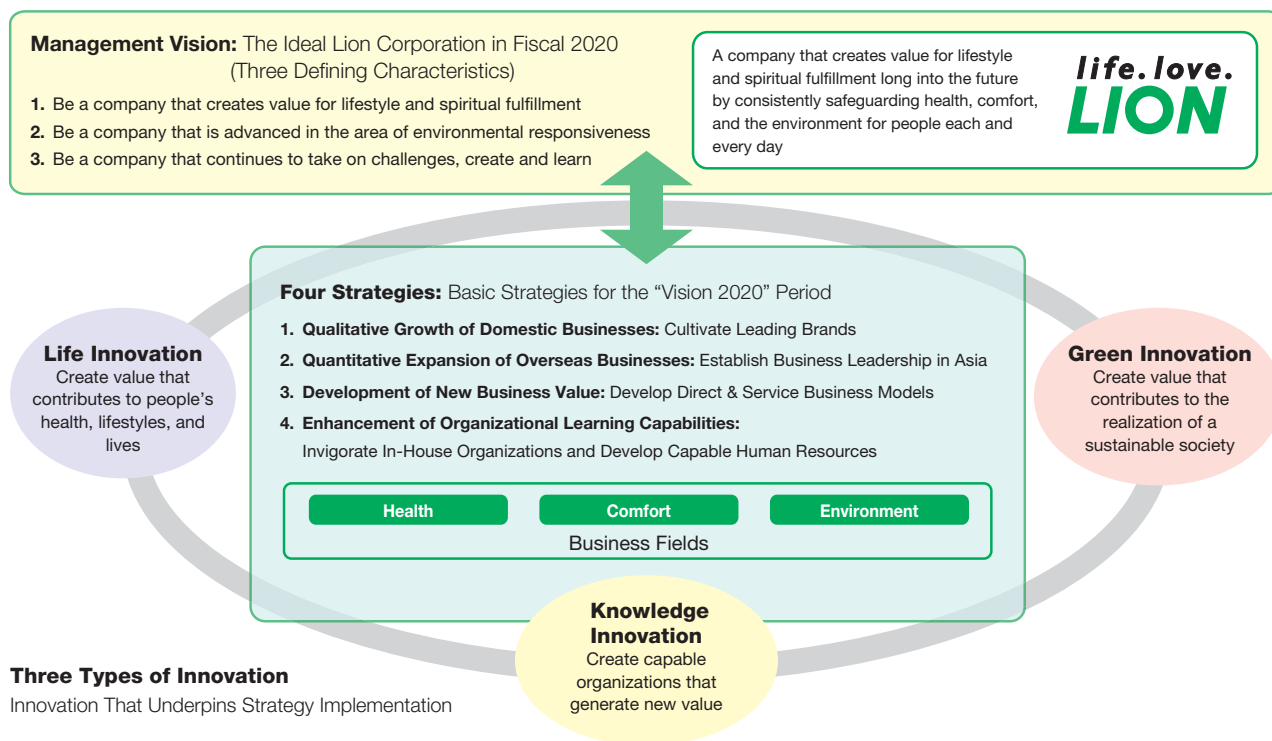 Management Vision: The Ideal Lion Corporation in Fiscal 2020
(Three Defining Characteristics)
1. Be a company that creates value for lifestyle and spiritual fulfillment
2. Be a company that is advanced in the area of environmental responsiveness
3. Be a company that continues to take on challenges, create and learn
A company that creates value for lifestyle
and spiritual fulfillment long into the future
by consistently safeguarding health, comfort,
and the environment for people each and
every day
life.love.
LION
Four Strategies: Basic Strategies for the “Vision 2020” Period
1. Qualitative Growth of Domestic Businesses: Cultivate Leading Brands
2. Quantitative Expansion of Overseas Businesses: Establish Business Leadership in Asia
3. Development of New Business Value: Develop Direct & Service Business Models
4. Enhancement of Organizational Learning Capabilities:
Invigorate In-House Organizations and Develop Capable Human Resources
Health
Comfort
Environment
Business Fields
Life Innovation
Create value that
contributes to people’s
health, lifestyles, and
lives
Green Innovation
Create value that
contributes to the
realization of a
sustainable society
Knowledge
Innovation
Create capable
organizations that
generate new value
Three Types of Innovation
Innovation That Underpins Strategy Implementation